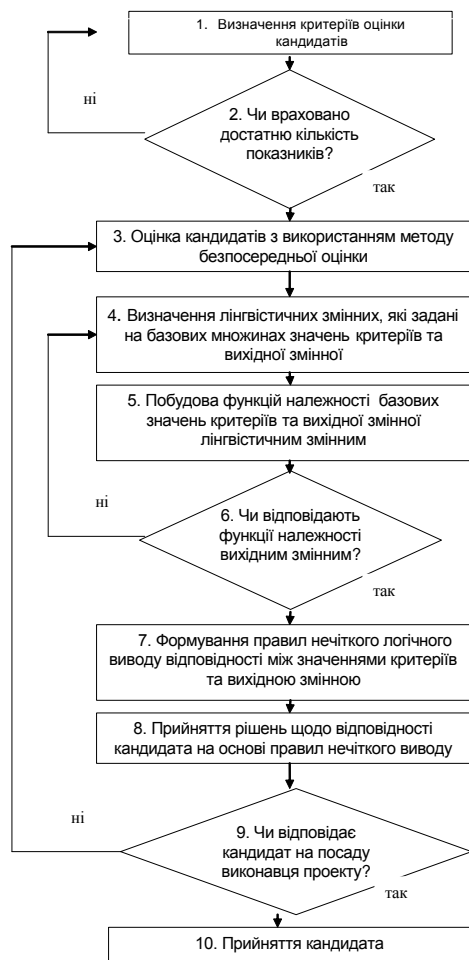 1. Визначення критеріїв оцінки
кандидатів
ні
2. Чи враховано
достатню кількість
показників?
так
3. Оцінка кандидатів з використанням методу
безпосередньої оцінки
4. Визначення лінгвістичних змінних, які задані
на базових множинах значень критеріїв та
вихідної змінної
5. Побудова функцій належності базових
значень критеріїв та вихідної змінної
лінгвістичним змінним
ні
6. Чи відповідають
функції належності
вихідним змінним?
так
7. Формування правил нечіткого логічного
виводу відповідності між значеннями критеріїв
та вихідною змінною
8. Прийняття рішень щодо відповідності
кандидата на основі правил нечіткого виводу
ні
9. Чи відповідає
кандидат на посаду
виконавця проекту?
так
10. Прийняття кандидата